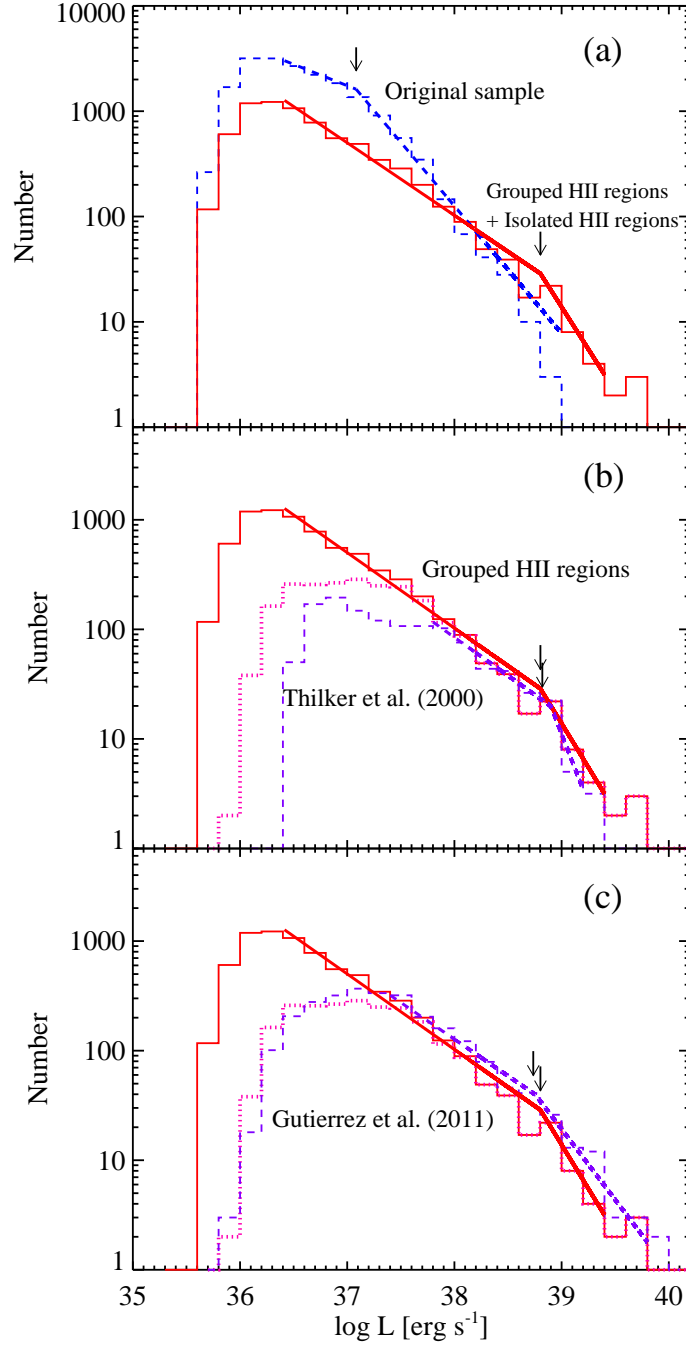 10000
(a)
Original sample
1000
Grouped HII regions
+ Isolated HII regions
100
Number
10
1
(b)
1000
Grouped HII regions
100
Number
Thilker et al. (2000)
10
1
(c)
1000
100
Number
Gutierrez et al. (2011)
10
1
35 36 37 38 39 40
log L [erg s⁻¹]